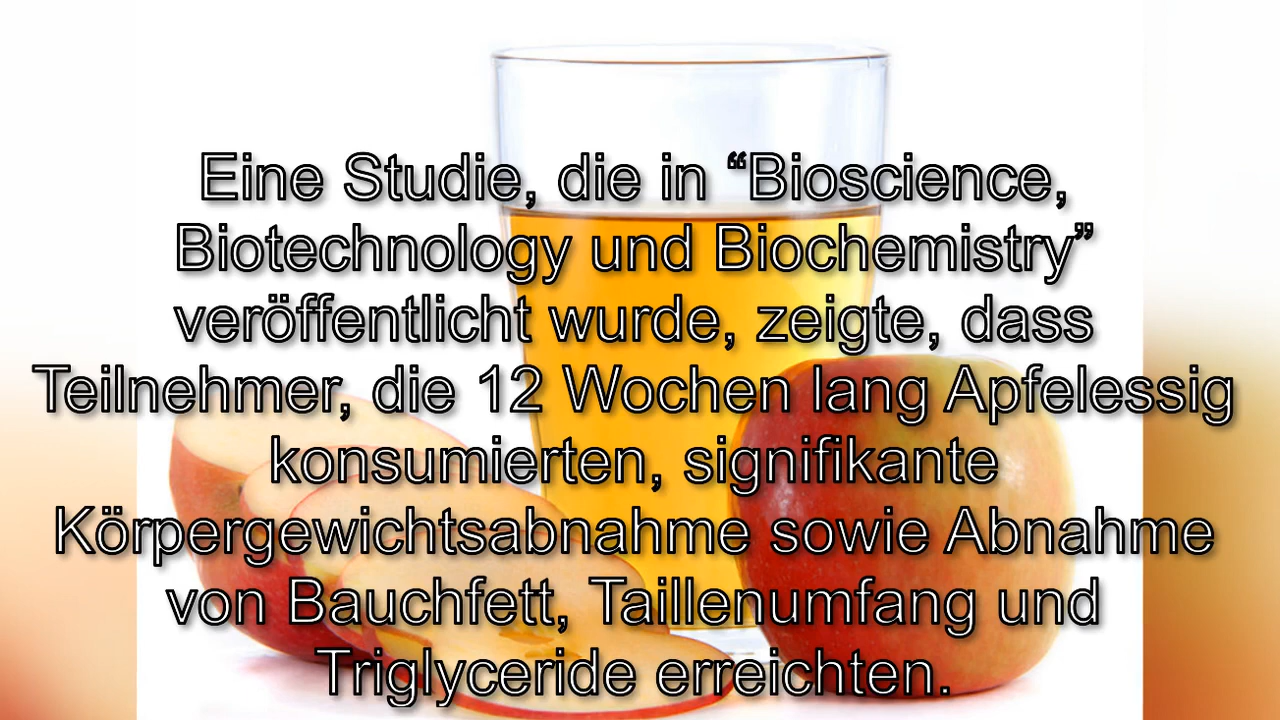 Eine Studie, die in “Bioscience,
Biotechnology und Biochemistry”
veröffentlicht wurde, zeigte, dass
Teilnehmer, die 12 Wochen lang Apfelessig
konsumierten, signifikante
Körpergewichtsabnahme sowie Abnahme
von Bauchfett, Taillenumfang und
Triglyceride erreichten.